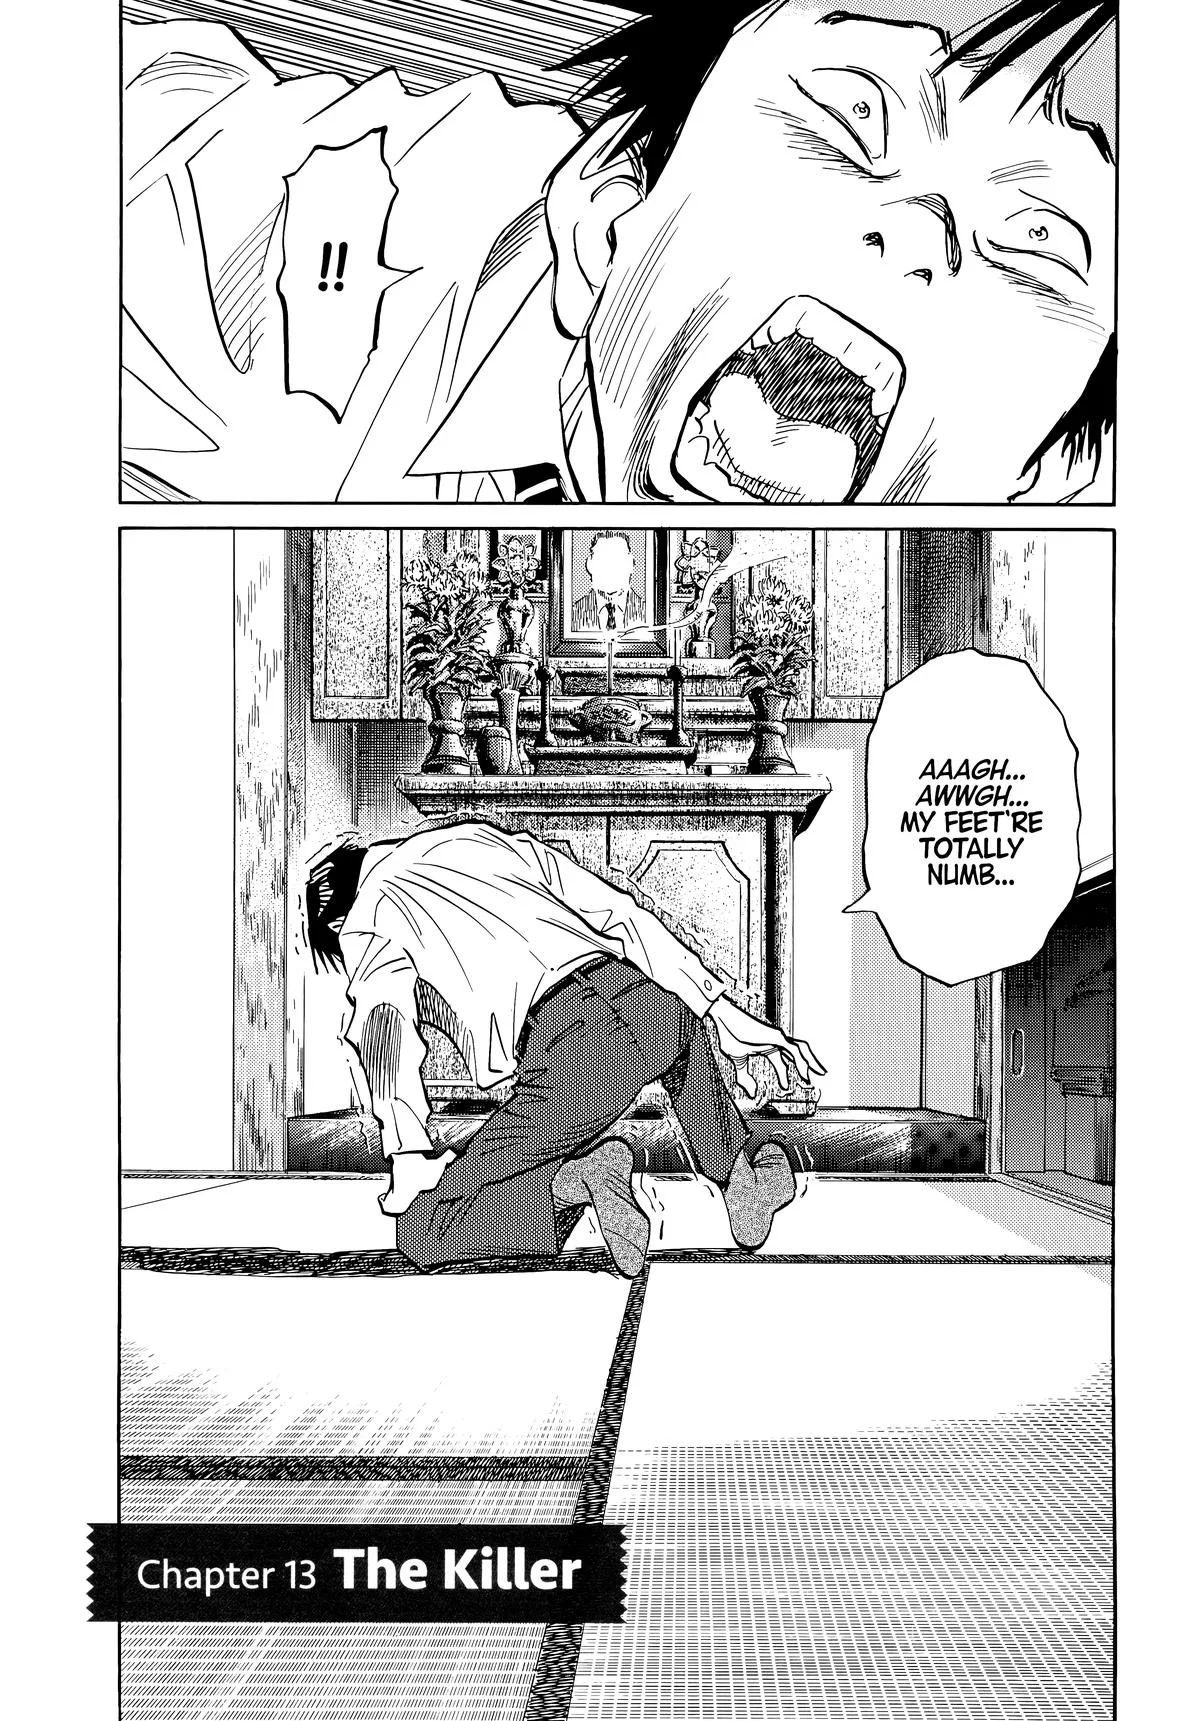 !!
AAAGH...
AWWGH...
MY FEET'RE
TOTALLY
NUMB...
Chapter 13 The Killer